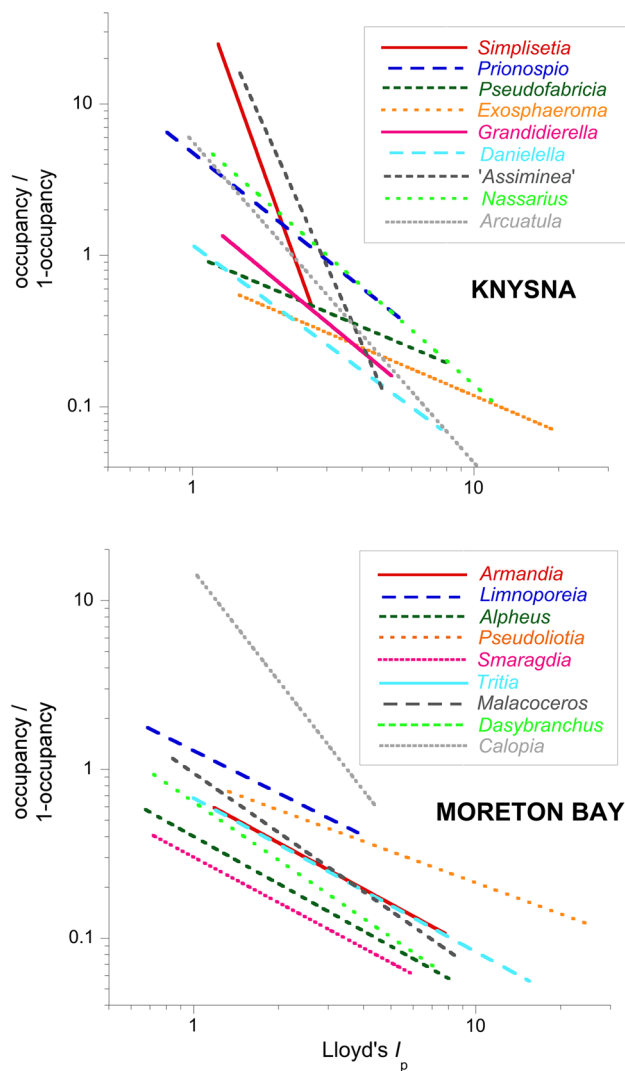 10
1
0.1
occupancy /
1-occupancy
Simplisetia
Prionospio
Pseudofabricia
Exosphaeroma
Grandidierella
Danielella
'Assiminea'
Nassarius
Arcuatula
KNYSNA
1
10
10
1
0.1
occupancy /
1-occupancy
Armandia
Limnoporeia
Alpheus
Pseudoliotia
Smaragdia
Tritia
Malacoceros
Dasybranchus
Calopia
MORETON BAY
1
10
Lloyd's Ip